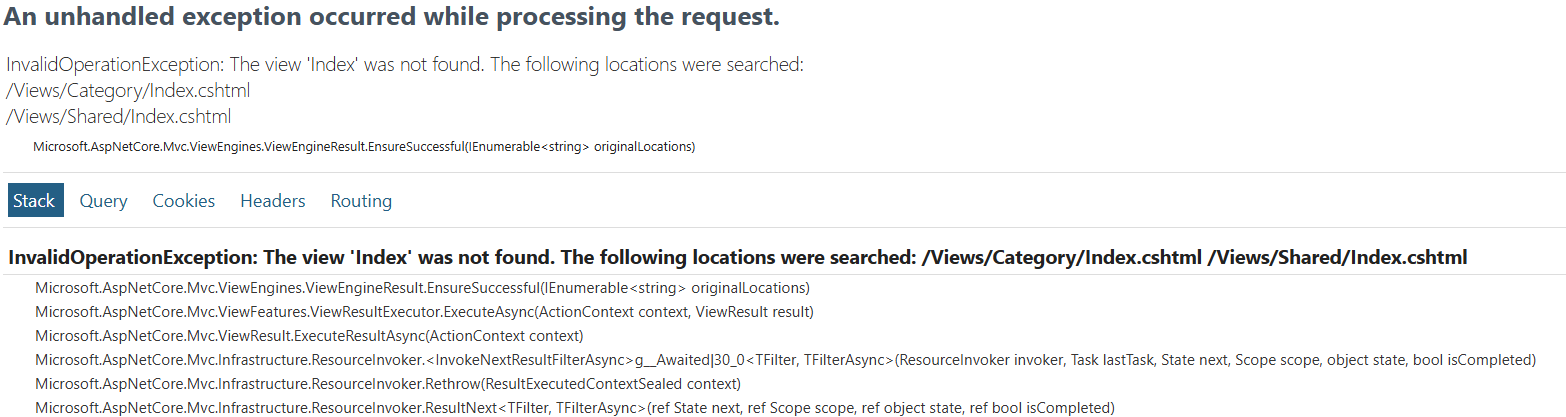 An unhandled exception occurred while processing the request.
InvalidOperationException: The view 'Index' was not found. The following locations were searched:
/Views/Category/Index.cshtml
/Views/Shared/Index.cshtml
Microsoft.AspNetCore.Mvc.ViewEngines.ViewEngineResult.EnsureSuccessful(IEnumerable<string> originalLocations)
Stack Query Cookies Headers Routing
InvalidOperationException: The view 'Index' was not found. The following locations were searched: /Views/Category/Index.cshtml /Views/Shared/Index.cshtml
Microsoft.AspNetCore.Mvc.ViewEngines.ViewEngineResult.EnsureSuccessful(IEnumerable<string> originalLocations)
Microsoft.AspNetCore.Mvc.ViewFeatures.ViewResultExecutor.ExecuteAsync(ActionContext context, ViewResult result)
Microsoft.AspNetCore.Mvc.ViewResult.ExecuteResultAsync(ActionContext context)
Microsoft.AspNetCore.Mvc.Infrastructure.ResourceInvoker.<InvokeNextResultFilterAsync>g__Awaited|30_0<TFilter, TFilterAsync>(ResourceInvoker invoker, Task lastTask, State next, Scope scope, object state, bool isCompleted)
Microsoft.AspNetCore.Mvc.Infrastructure.ResourceInvoker.Rethrow(ResultExecutedContextSealed context)
Microsoft.AspNetCore.Mvc.Infrastructure.ResourceInvoker.ResultNext<TFilter, TFilterAsync>(ref State next, ref Scope scope, ref object state, ref bool isCompleted)